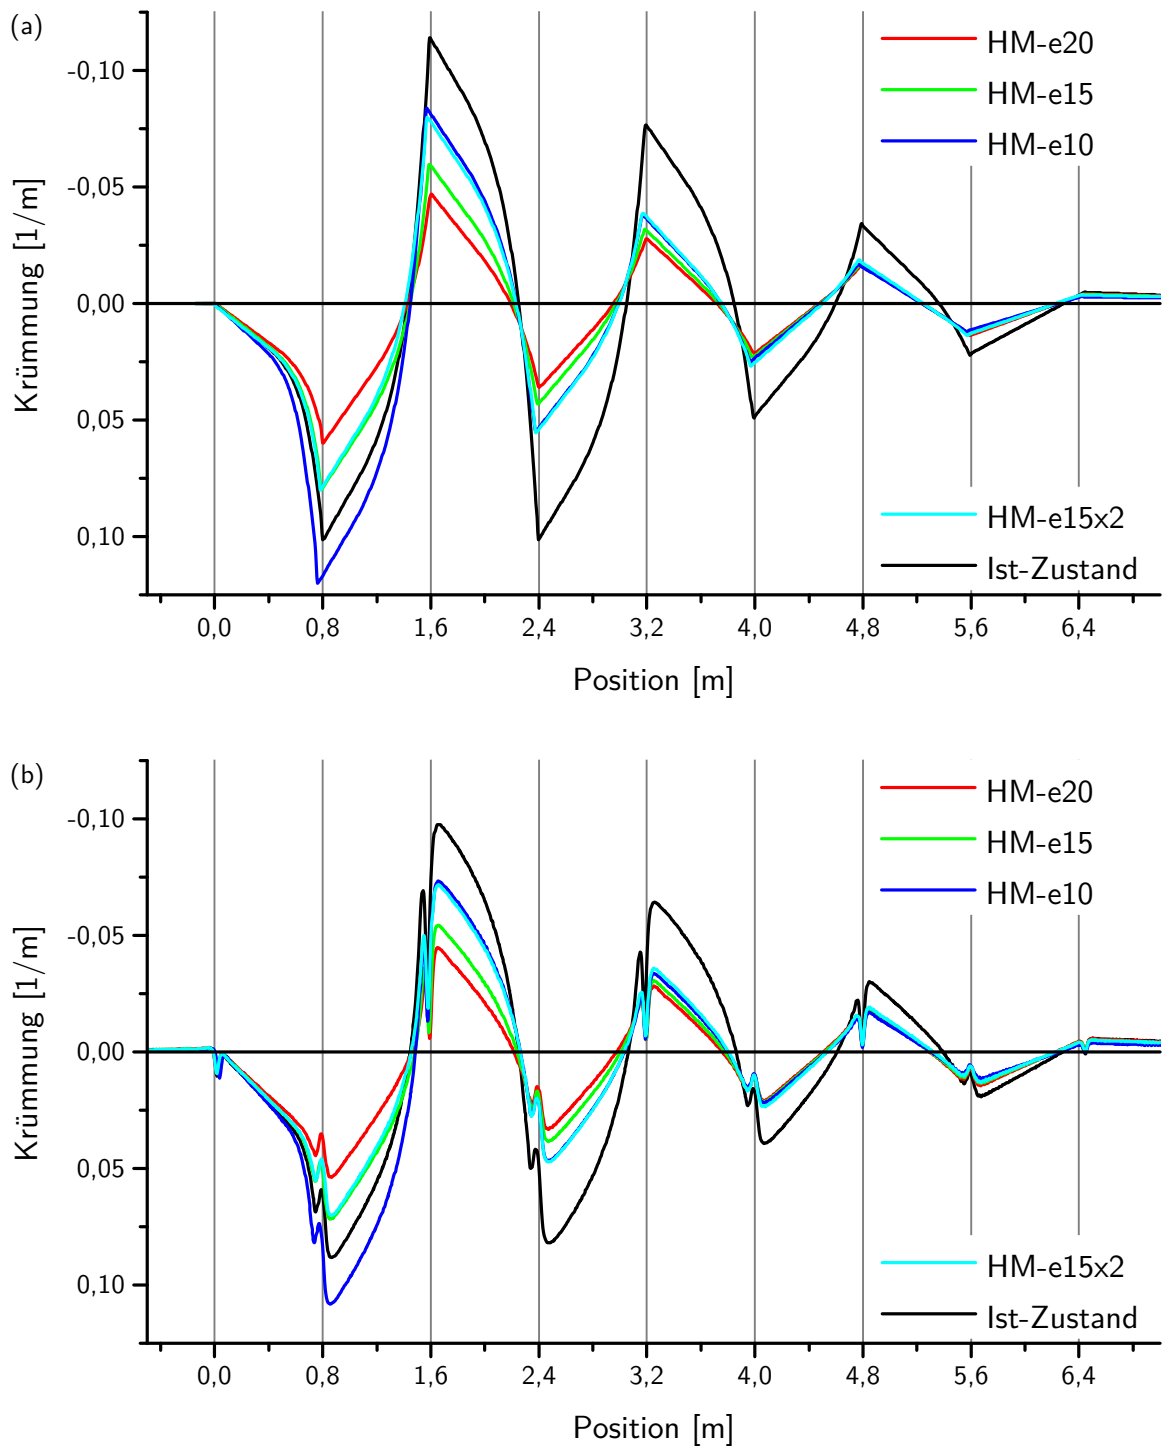 (a)
HM-e20
HM-e15
HM-e10
-0,10
-0,05
0,00
0,05
0,10
Krümmung [1/m]
HM-e15x2
Ist-Zustand
0,0 0,8 1,6 2,4 3,2 4,0 4,8 5,6 6,4
Position [m]
(b)
HM-e20
HM-e15
HM-e10
-0,10
-0,05
0,00
0,05
0,10
Krümmung [1/m]
HM-e15x2
Ist-Zustand
0,0 0,8 1,6 2,4 3,2 4,0 4,8 5,6 6,4
Position [m]